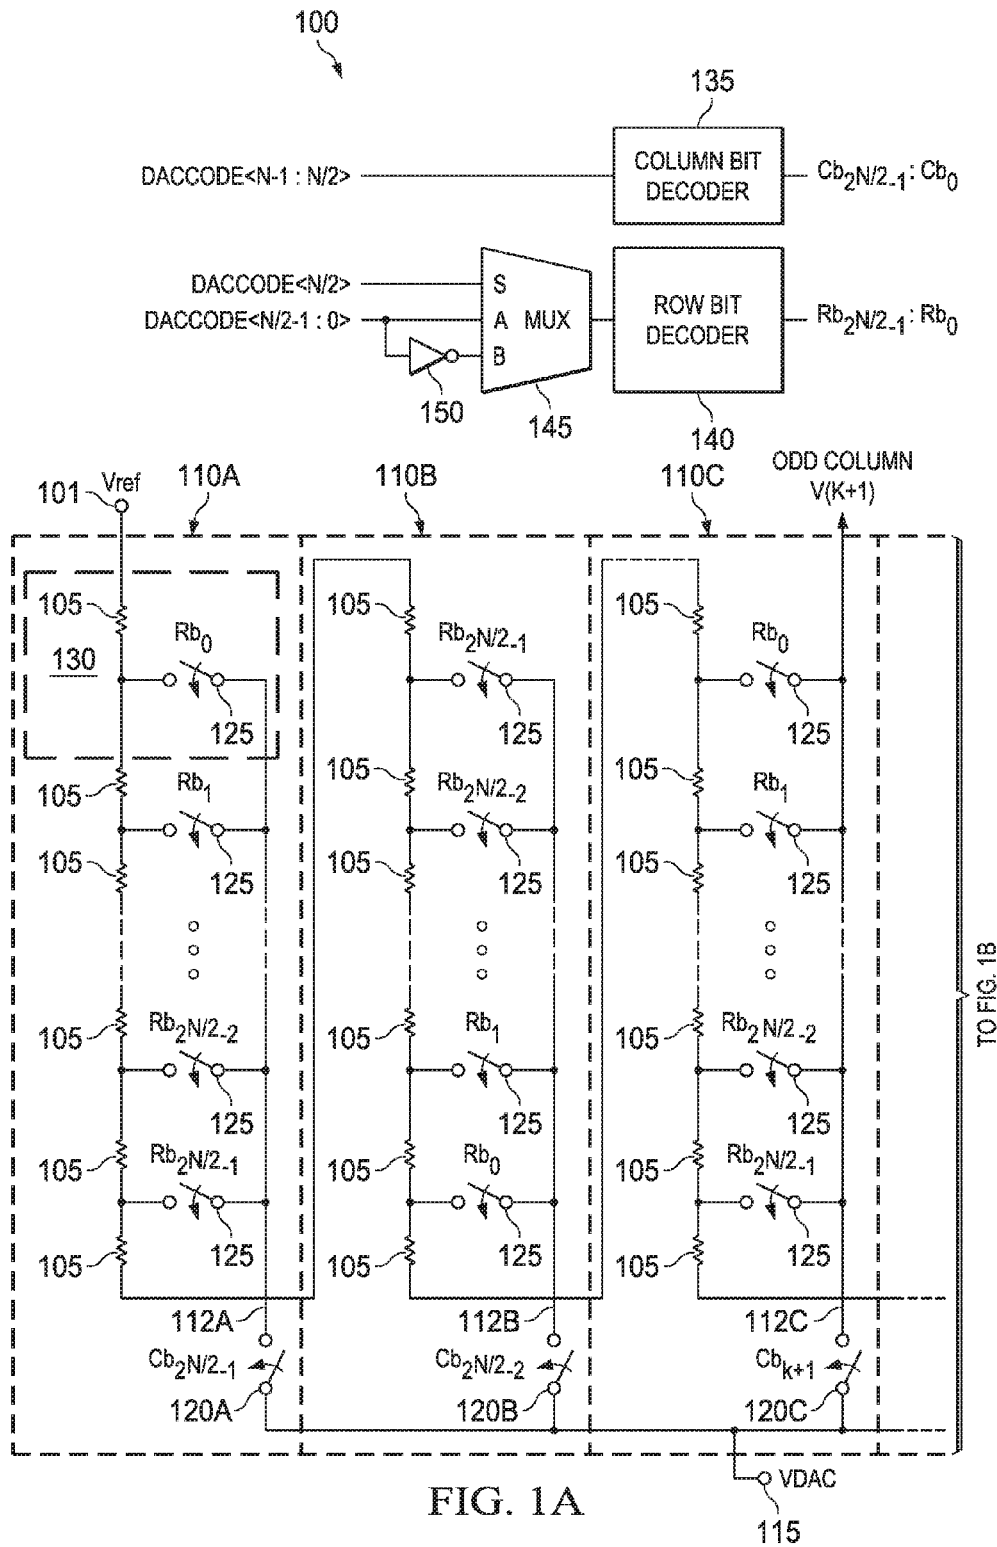 100
135
DACCODE<N-1 : N/2>
COLUMN BIT
DECODER
Cb2N/2-1 : Cb0
DACCODE<N/2>
S
DACCODE<N/2-1 : 0>
A
MUX
B
ROW BIT
DECODER
Rb2N/2-1 : Rb0
150
145
140
101
Vref
110A
110B
110C
ODD COLUMN
V(K+1)
105
Rb0
130
125
105
Rb2N/2-1
125
105
Rb0
125
105
Rb1
125
105
Rb2N/2-2
125
105
Rb1
125
105
105
105
105
Rb2N/2-2
125
105
Rb1
125
105
Rb2N/2-2
125
105
Rb2N/2-1
125
105
Rb0
125
105
Rb2N/2-1
125
105
105
105
112A
112B
112C
Cb2N/2-1
120A
Cb2N/2-2
120B
Cbk+1
120C
TO FIG. 1B
VDAC
115
FIG. 1A